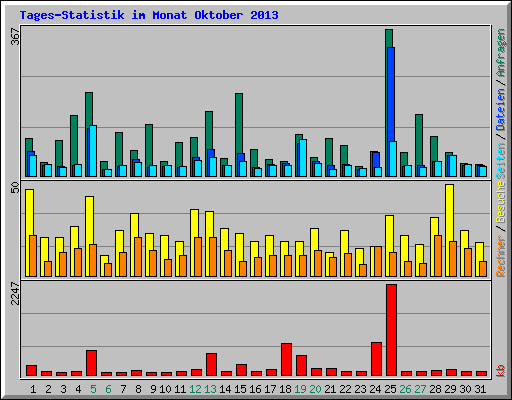 Tages-Statistik im Monat Oktober 2013
367
50
2247
Rechner / Besuche Seiten / Dateien / Anfragen
kb
1 2 3 4 5 6 7 8 9 10 11 12 13 14 15 16 17 18 19 20 21 22 23 24 25 26 27 28 29 30 31